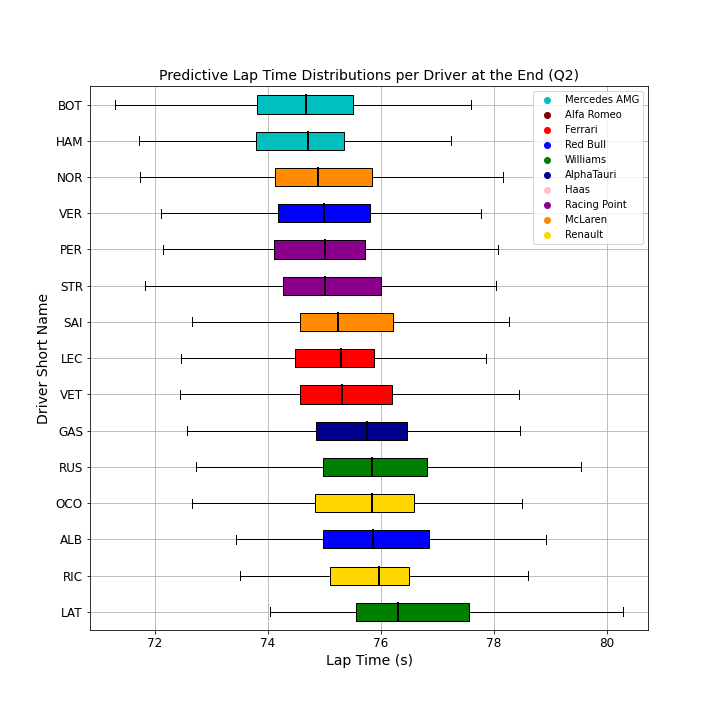 Predictive Lap Time Distributions per Driver at the End (Q2)
BOT
HAM
NOR
VER
PER
STR
SAI
LEC
VET
GAS
RUS
OCO
ALB
RIC
LAT
Driver Short Name
Mercedes AMG
Alfa Romeo
Ferrari
Red Bull
Williams
AlphaTauri
Haas
Racing Point
McLaren
Renault
72 74 76 78 80
Lap Time (s)